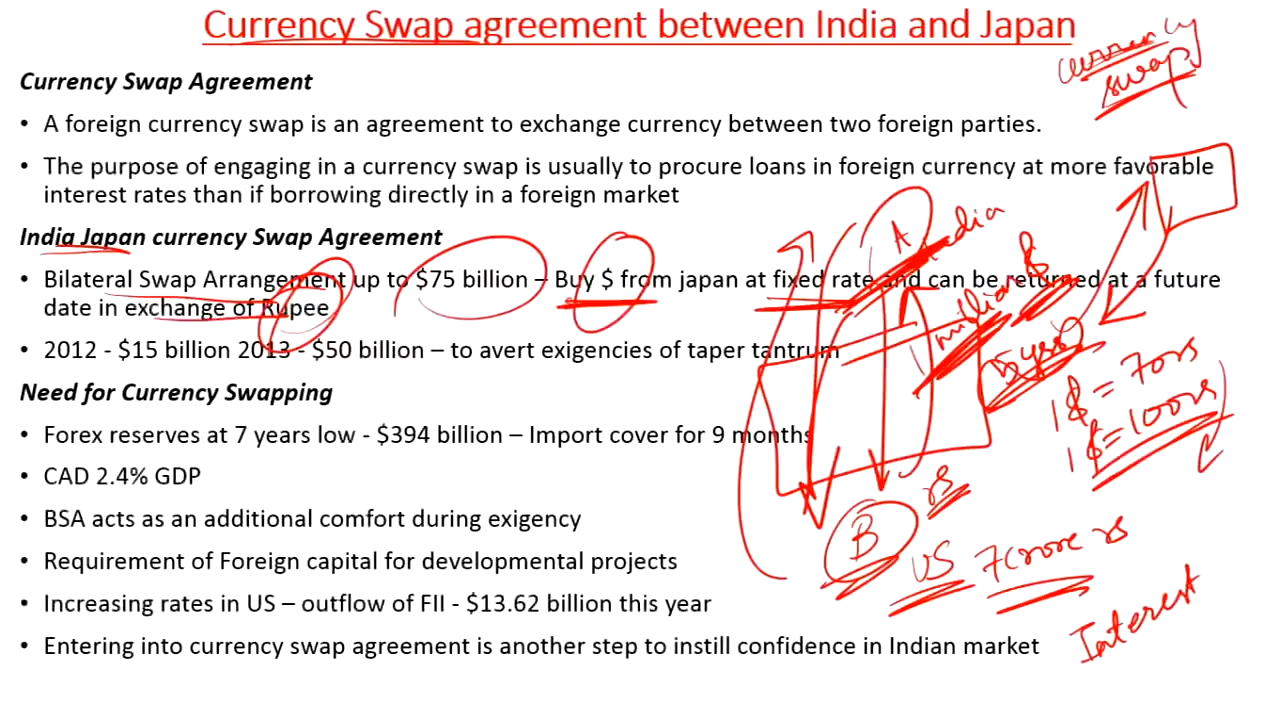 Currency Swap agreement between India and Japan
currency
swap
Currency Swap Agreement
• A foreign currency swap is an agreement to exchange currency between two foreign parties.
• The purpose of engaging in a currency swap is usually to procure loans in foreign currency at more favorable
interest rates than if borrowing directly in a foreign market
A India
India Japan currency Swap Agreement
• Bilateral Swap Arrangement up to $75 billion – Buy $ from japan at fixed rate and can be returned at a future
date in exchange of Rupee
1 million $
• 2012 - $15 billion 2013 - $50 billion – to avert exigencies of taper tantrum
5 yrs
1$ = 70rs
1$ = 100rs
Need for Currency Swapping
• Forex reserves at 7 years low - $394 billion – Import cover for 9 months
• CAD 2.4% GDP
• BSA acts as an additional comfort during exigency
B rs
US 7crore rs
• Requirement of Foreign capital for developmental projects
• Increasing rates in US – outflow of FII - $13.62 billion this year
Interest
• Entering into currency swap agreement is another step to instill confidence in Indian market